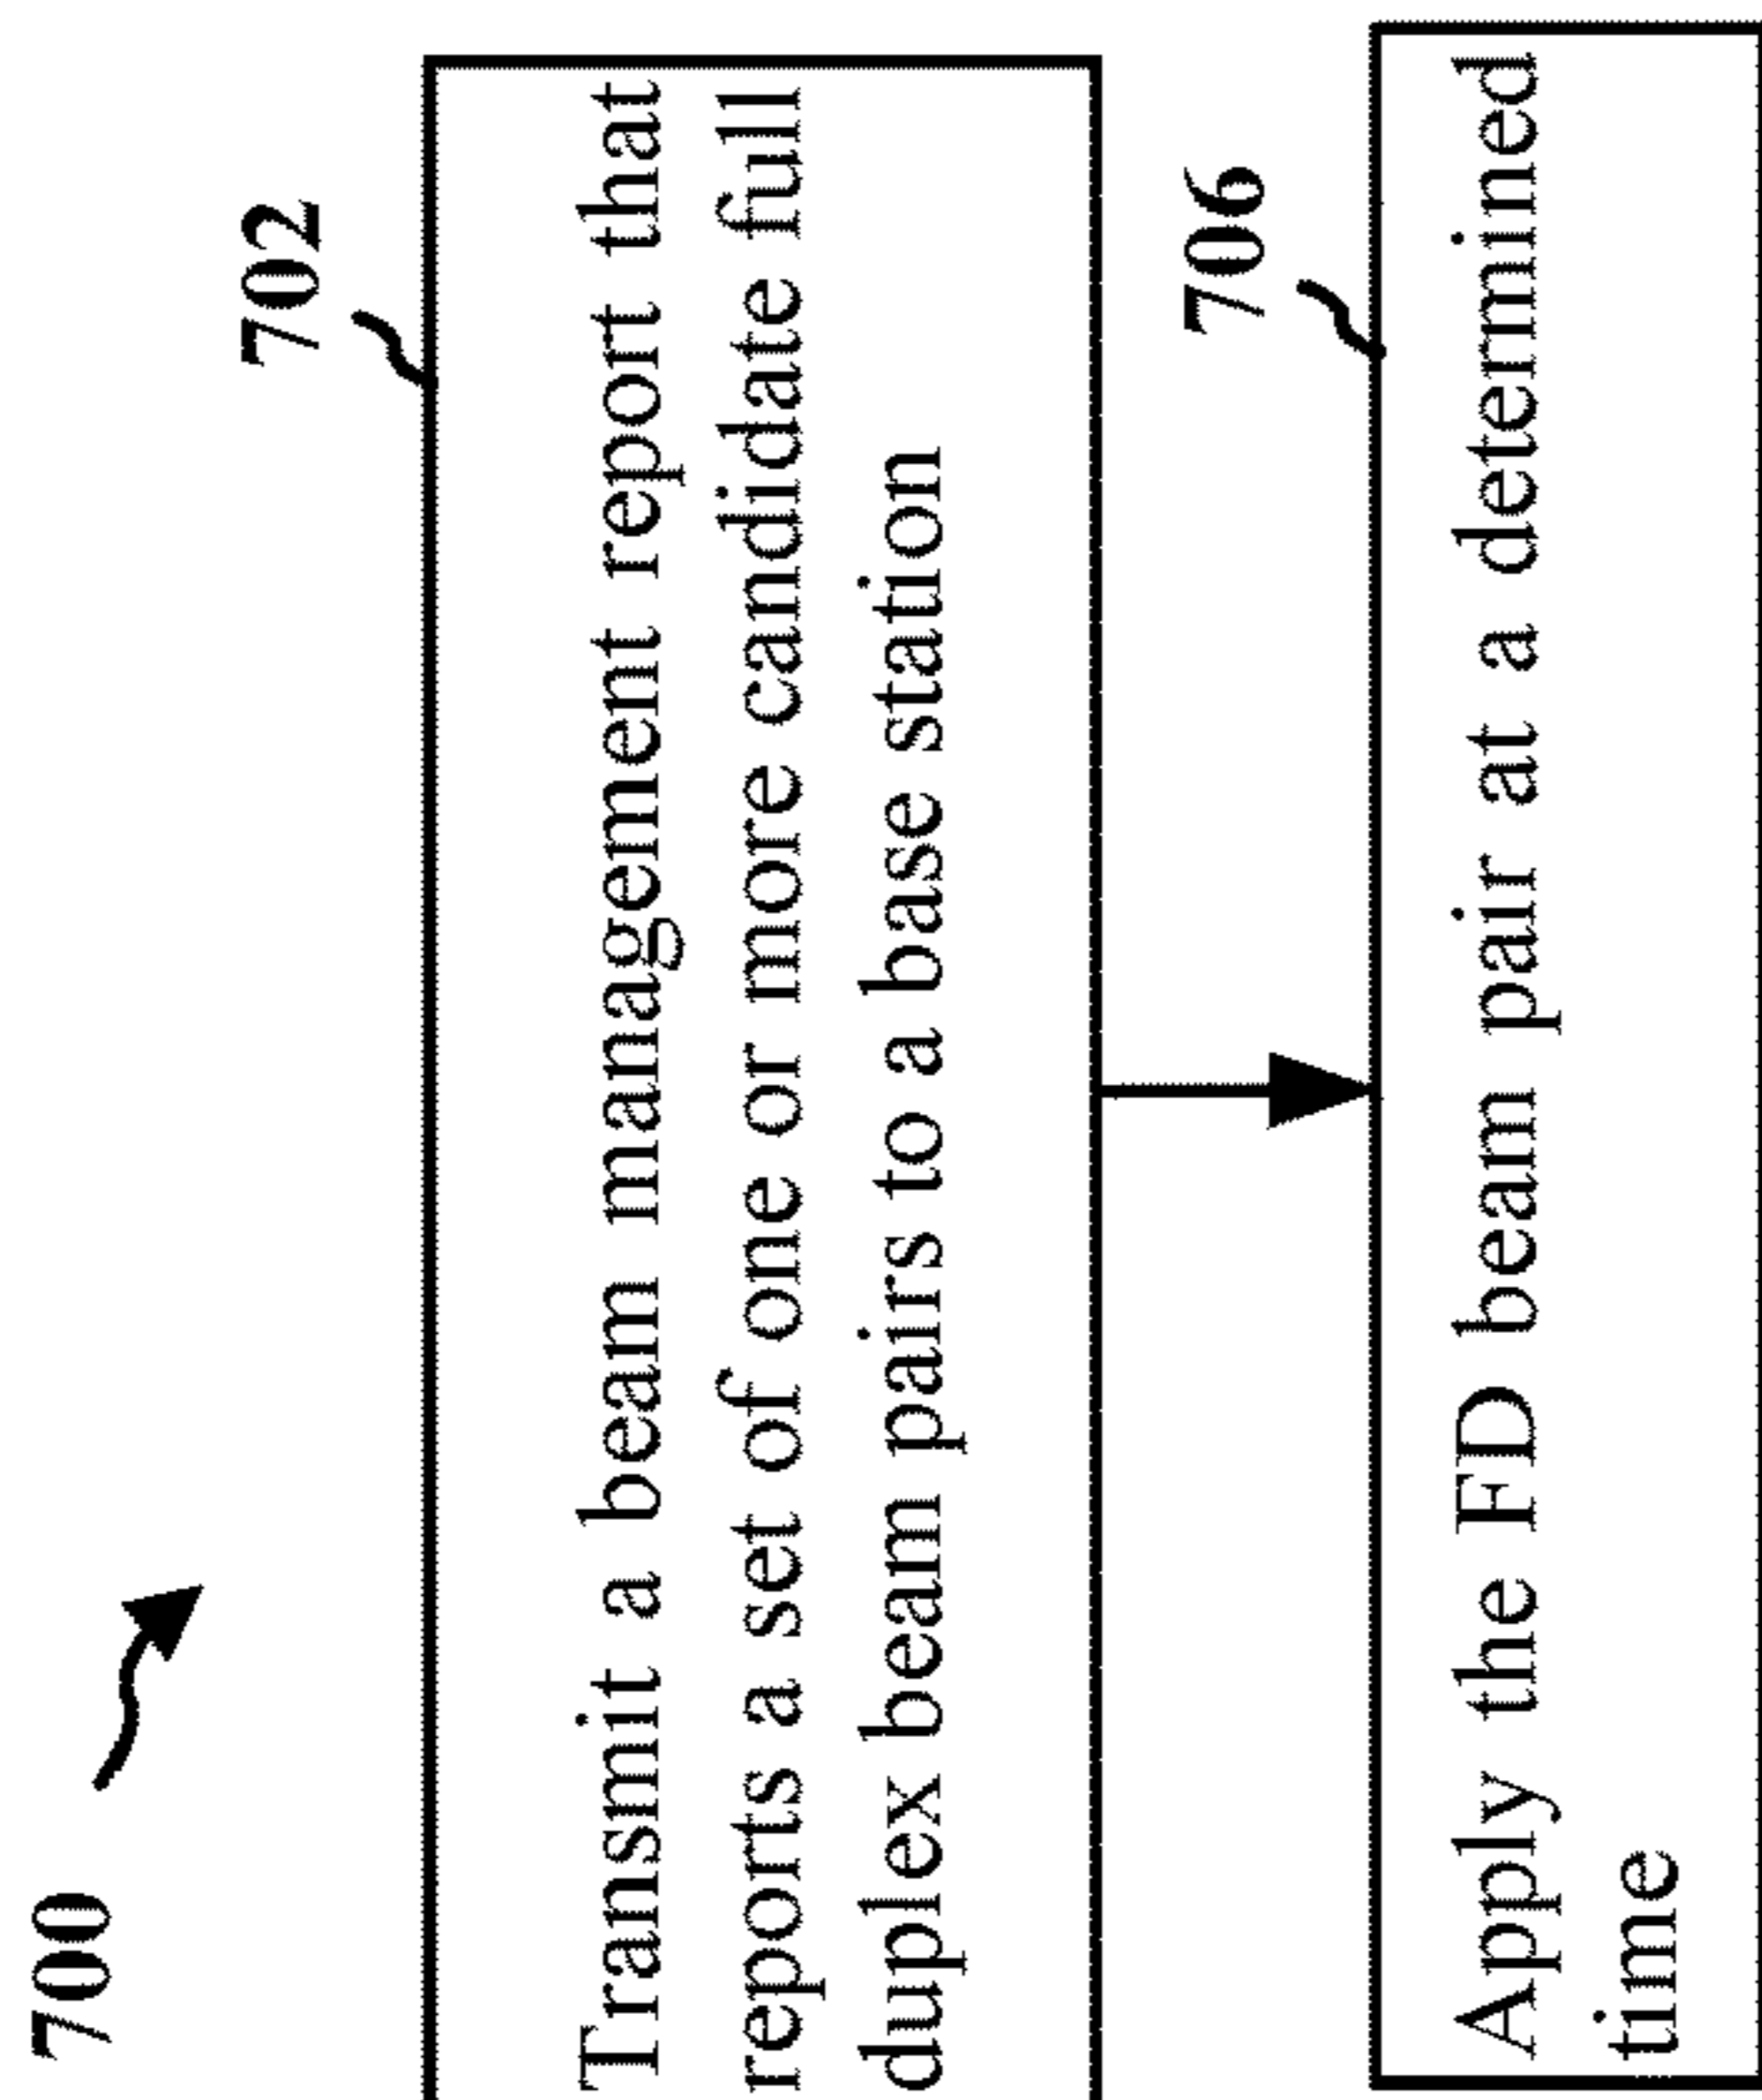 700
702
Transmit a beam management report that
reports a set of one or more candidate full
duplex beam pairs to a base station
706
Apply the FD beam pair at a determined
time